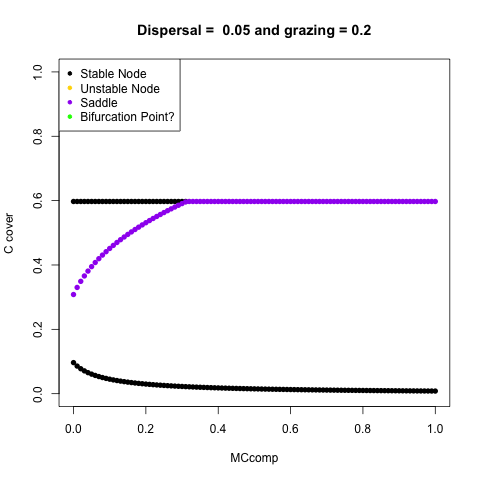 Dispersal =  0.05 and grazing = 0.2
Stable Node
Unstable Node
Saddle
Bifurcation Point?
C cover
1.0
0.8
0.6
0.4
0.2
0.0
0.0 0.2 0.4 0.6 0.8 1.0
MCcomp